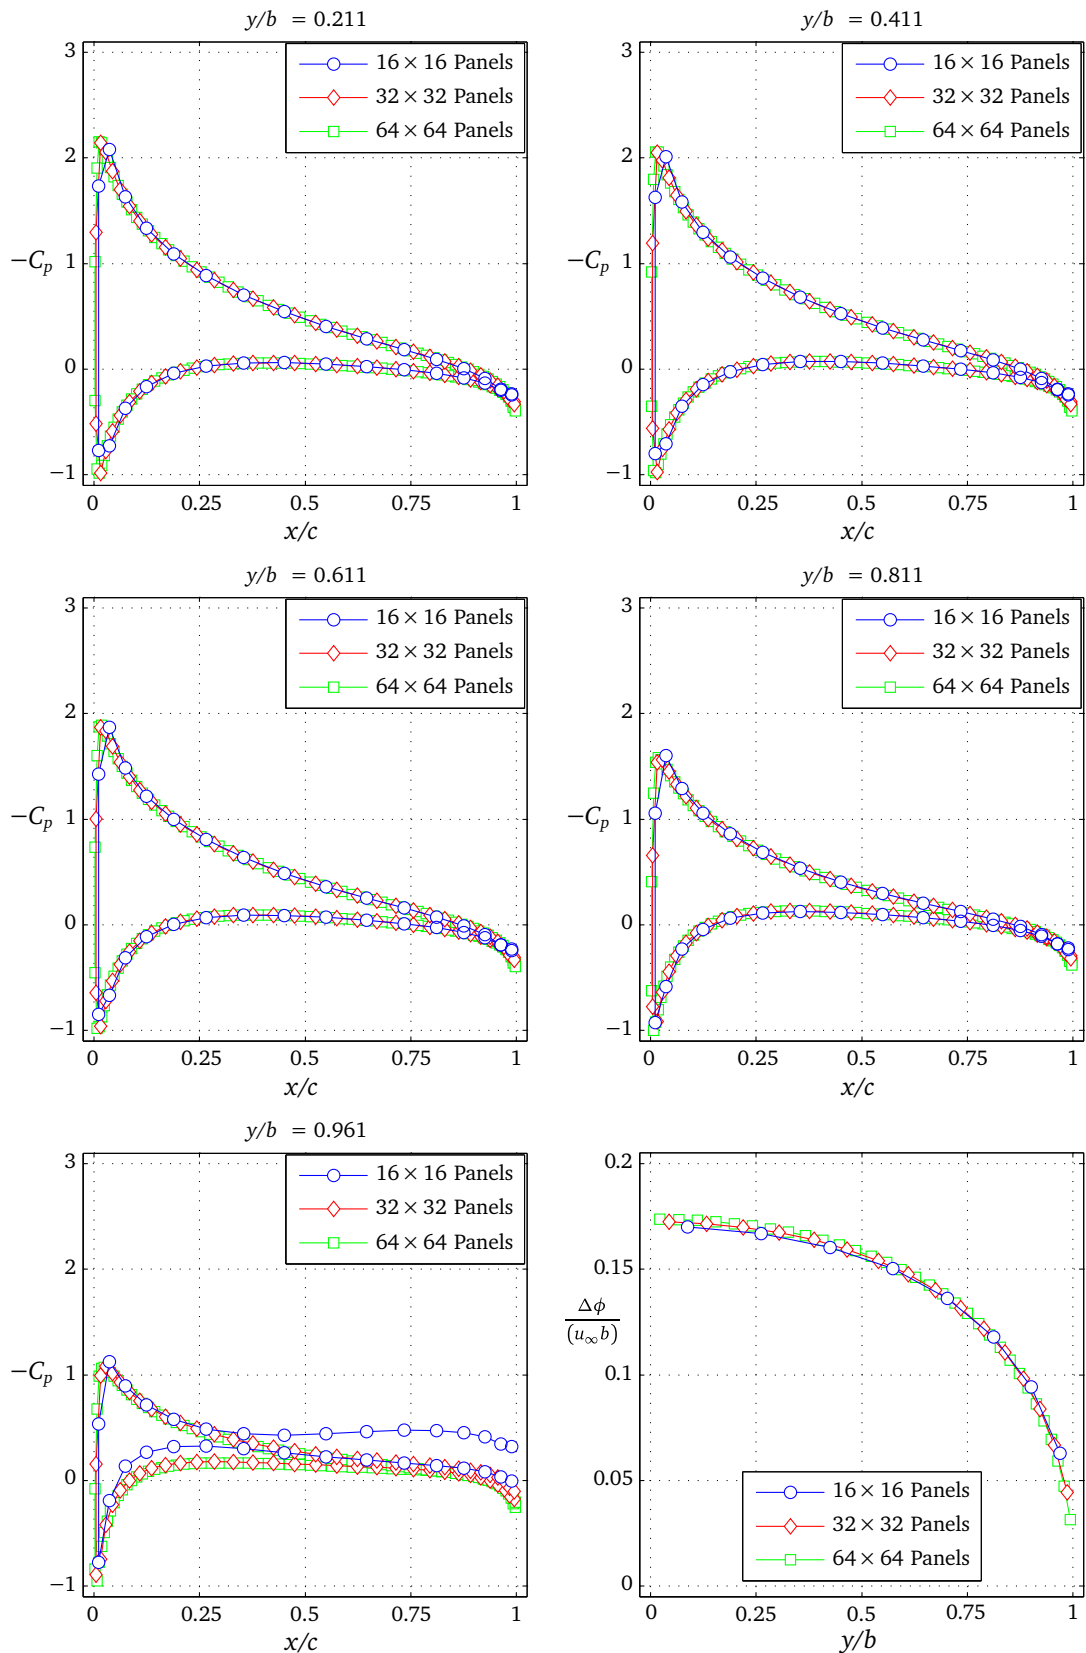 y/b = 0.211
3
2
1
0
−1
−Cp
16×16 Panels
32×32 Panels
64×64 Panels
0 0.25 0.5 0.75 1
x/c
y/b = 0.411
3
2
1
0
−1
−Cp
16×16 Panels
32×32 Panels
64×64 Panels
0 0.25 0.5 0.75 1
x/c
y/b = 0.611
3
2
1
0
−1
−Cp
16×16 Panels
32×32 Panels
64×64 Panels
0 0.25 0.5 0.75 1
x/c
y/b = 0.811
3
2
1
0
−1
−Cp
16×16 Panels
32×32 Panels
64×64 Panels
0 0.25 0.5 0.75 1
x/c
y/b = 0.961
3
2
1
0
−1
−Cp
16×16 Panels
32×32 Panels
64×64 Panels
0 0.25 0.5 0.75 1
x/c
0.2
0.15
0.1
0.05
0
Δϕ
(u∞b)
16×16 Panels
32×32 Panels
64×64 Panels
0 0.25 0.5 0.75 1
y/b